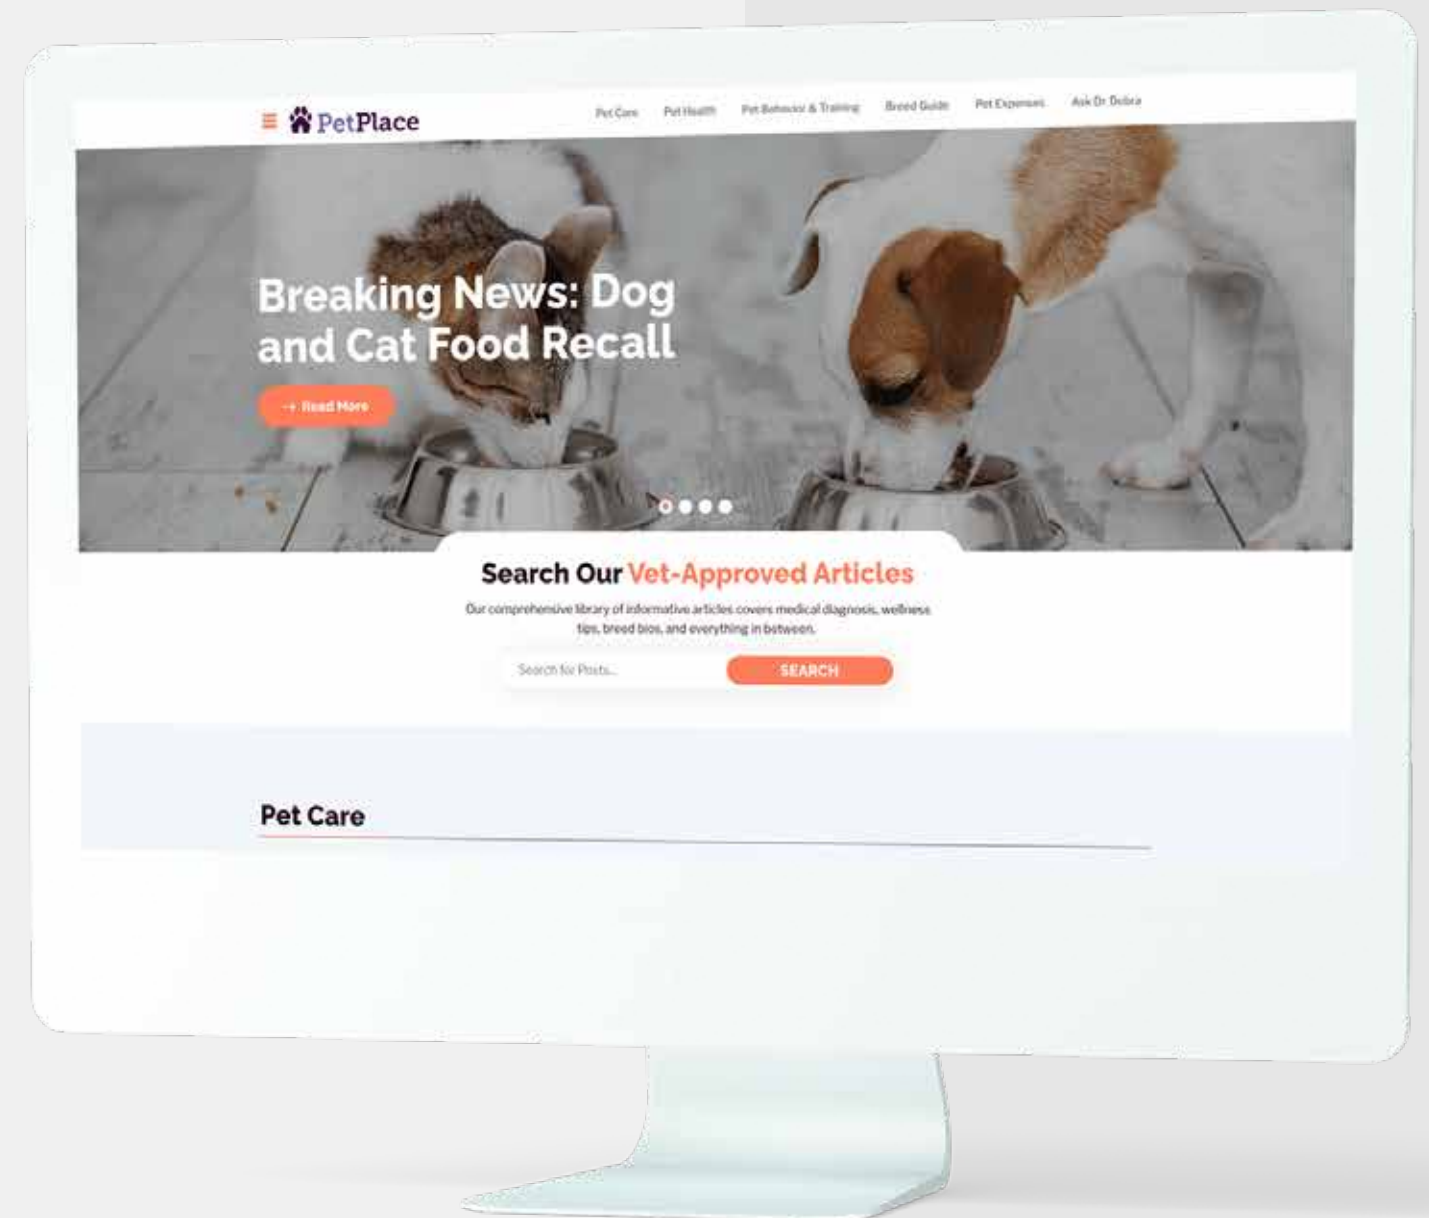 PetPlace
Pet Care Pet Health Pet Behavior & Training Breed Guide Pet Expenses Ask Dr. Debra
Breaking News: Dog
and Cat Food Recall
→ Read More
Search Our Vet-Approved Articles
Our comprehensive library of informative articles covers medical diagnosis, wellness
tips, breed bios, and everything in between.
Search for Posts...
SEARCH
Pet Care